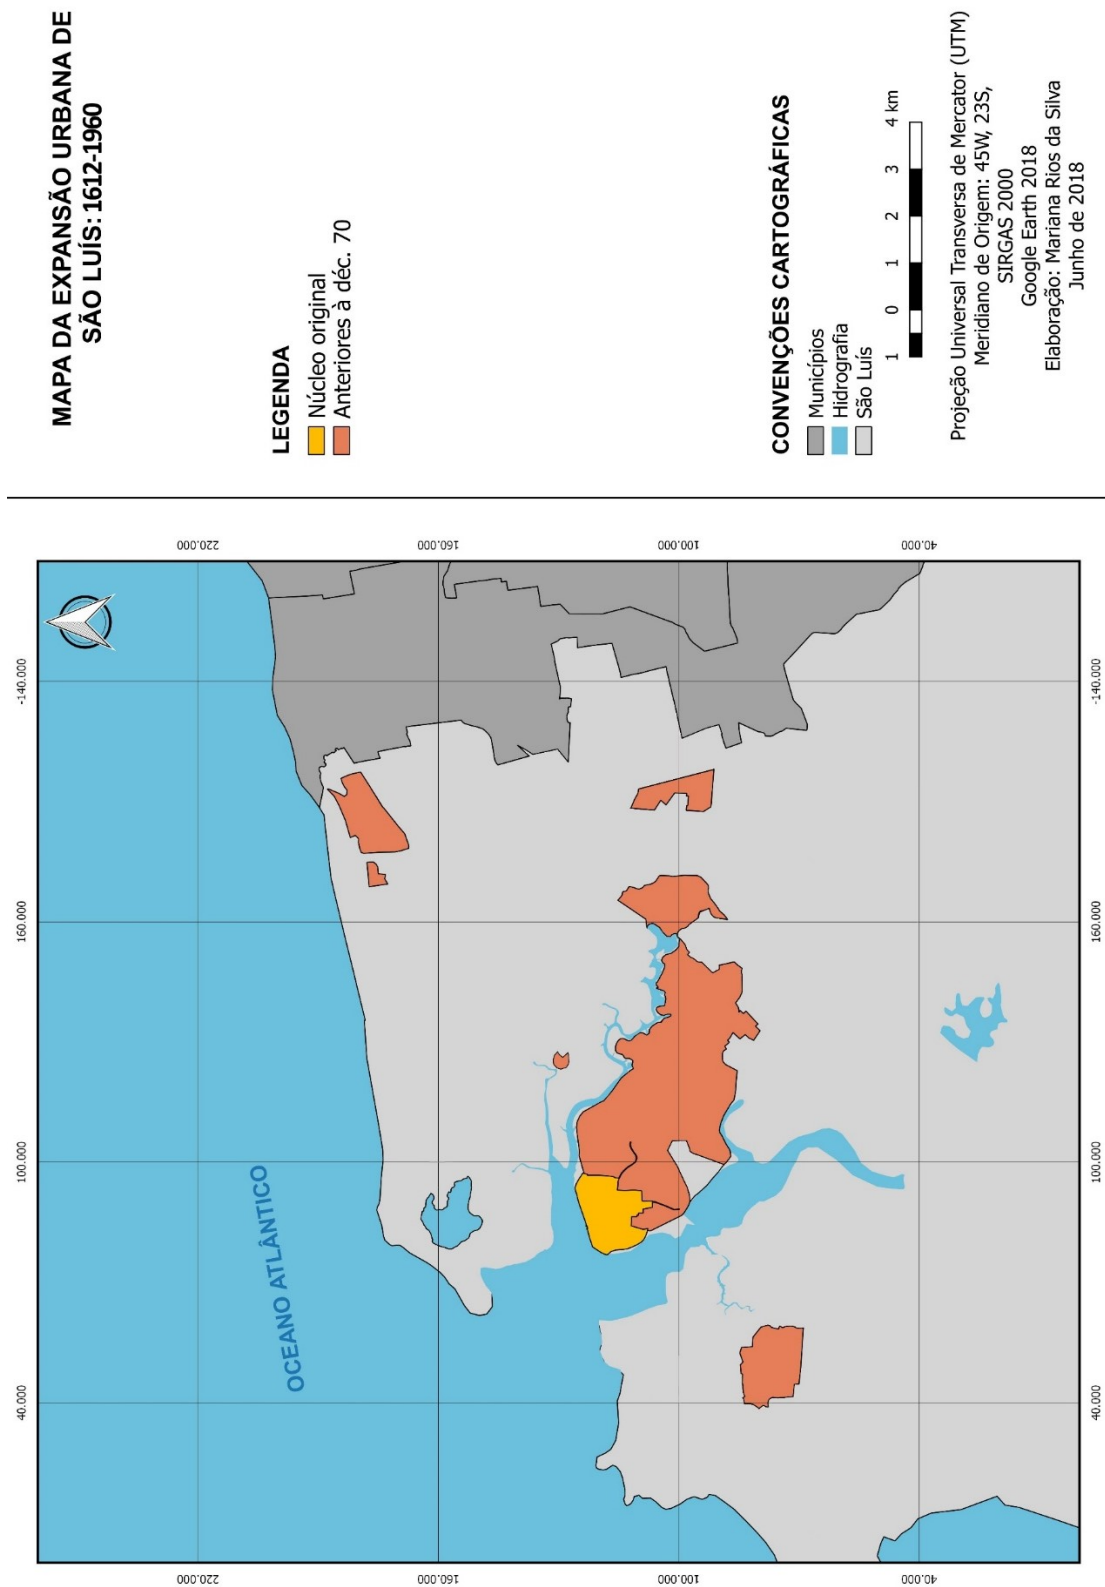 MAPA DA EXPANSÃO URBANA DE
SÃO LUÍS: 1612-1960
LEGENDA
Núcleo original
Anteriores à déc. 70
CONVENÇÕES CARTOGRÁFICAS
Municípios
Hidrografia
São Luís
1 0 1 2 3 4 km
Projeção Universal Transversa de Mercator (UTM)
Meridiano de Origem: 45W, 23S,
SIRGAS 2000
Google Earth 2018
Elaboração: Mariana Rios da Silva
Junho de 2018
OCEANO ATLÂNTICO
40.000
100.000
160.000
-140.000
220.000
160.000
100.000
40.000
220.000
160.000
100.000
40.000
40.000
100.000
160.000
-140.000